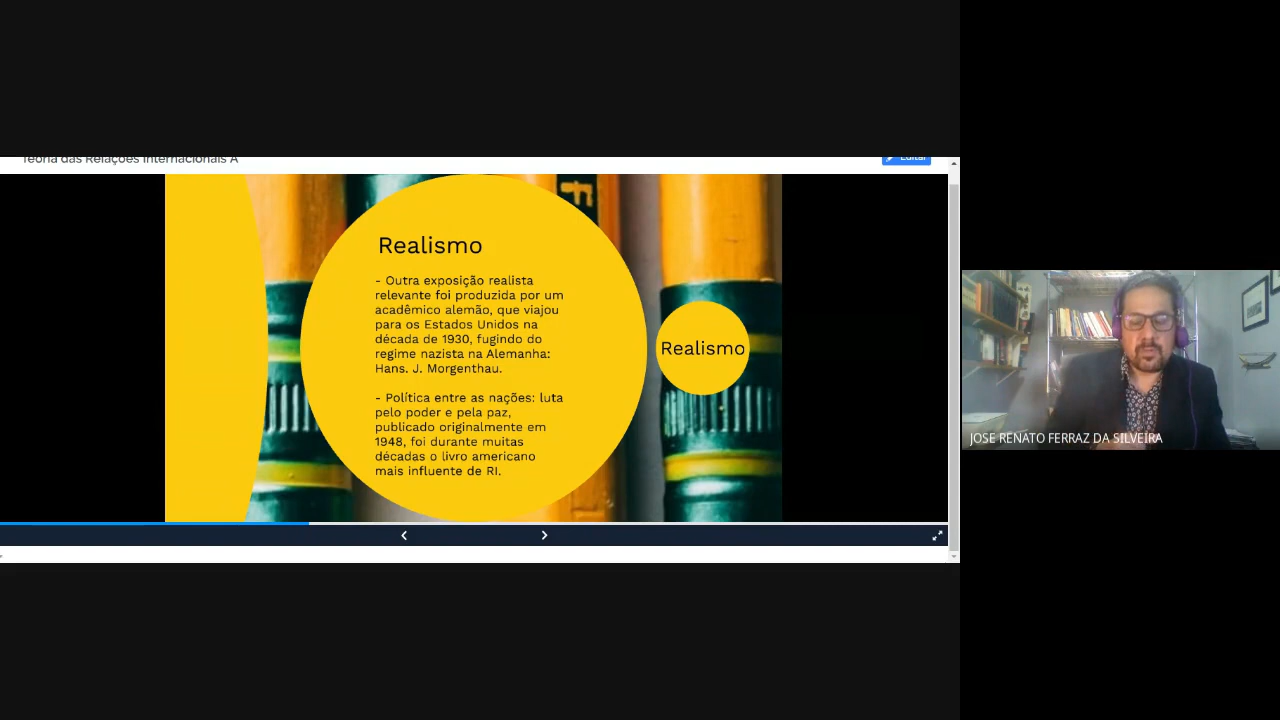 Teoria das Relações Internacionais A
Editar
Realismo
- Outra exposição realista
relevante foi produzida por um
acadêmico alemão, que viajou
para os Estados Unidos na
década de 1930, fugindo do
regime nazista na Alemanha:
Hans. J. Morgenthau.
- Política entre as nações: luta
pelo poder e pela paz,
publicado originalmente em
1948, foi durante muitas
décadas o livro americano
mais influente de RI.
Realismo
JOSE RENATO FERRAZ DA SILVEIRA